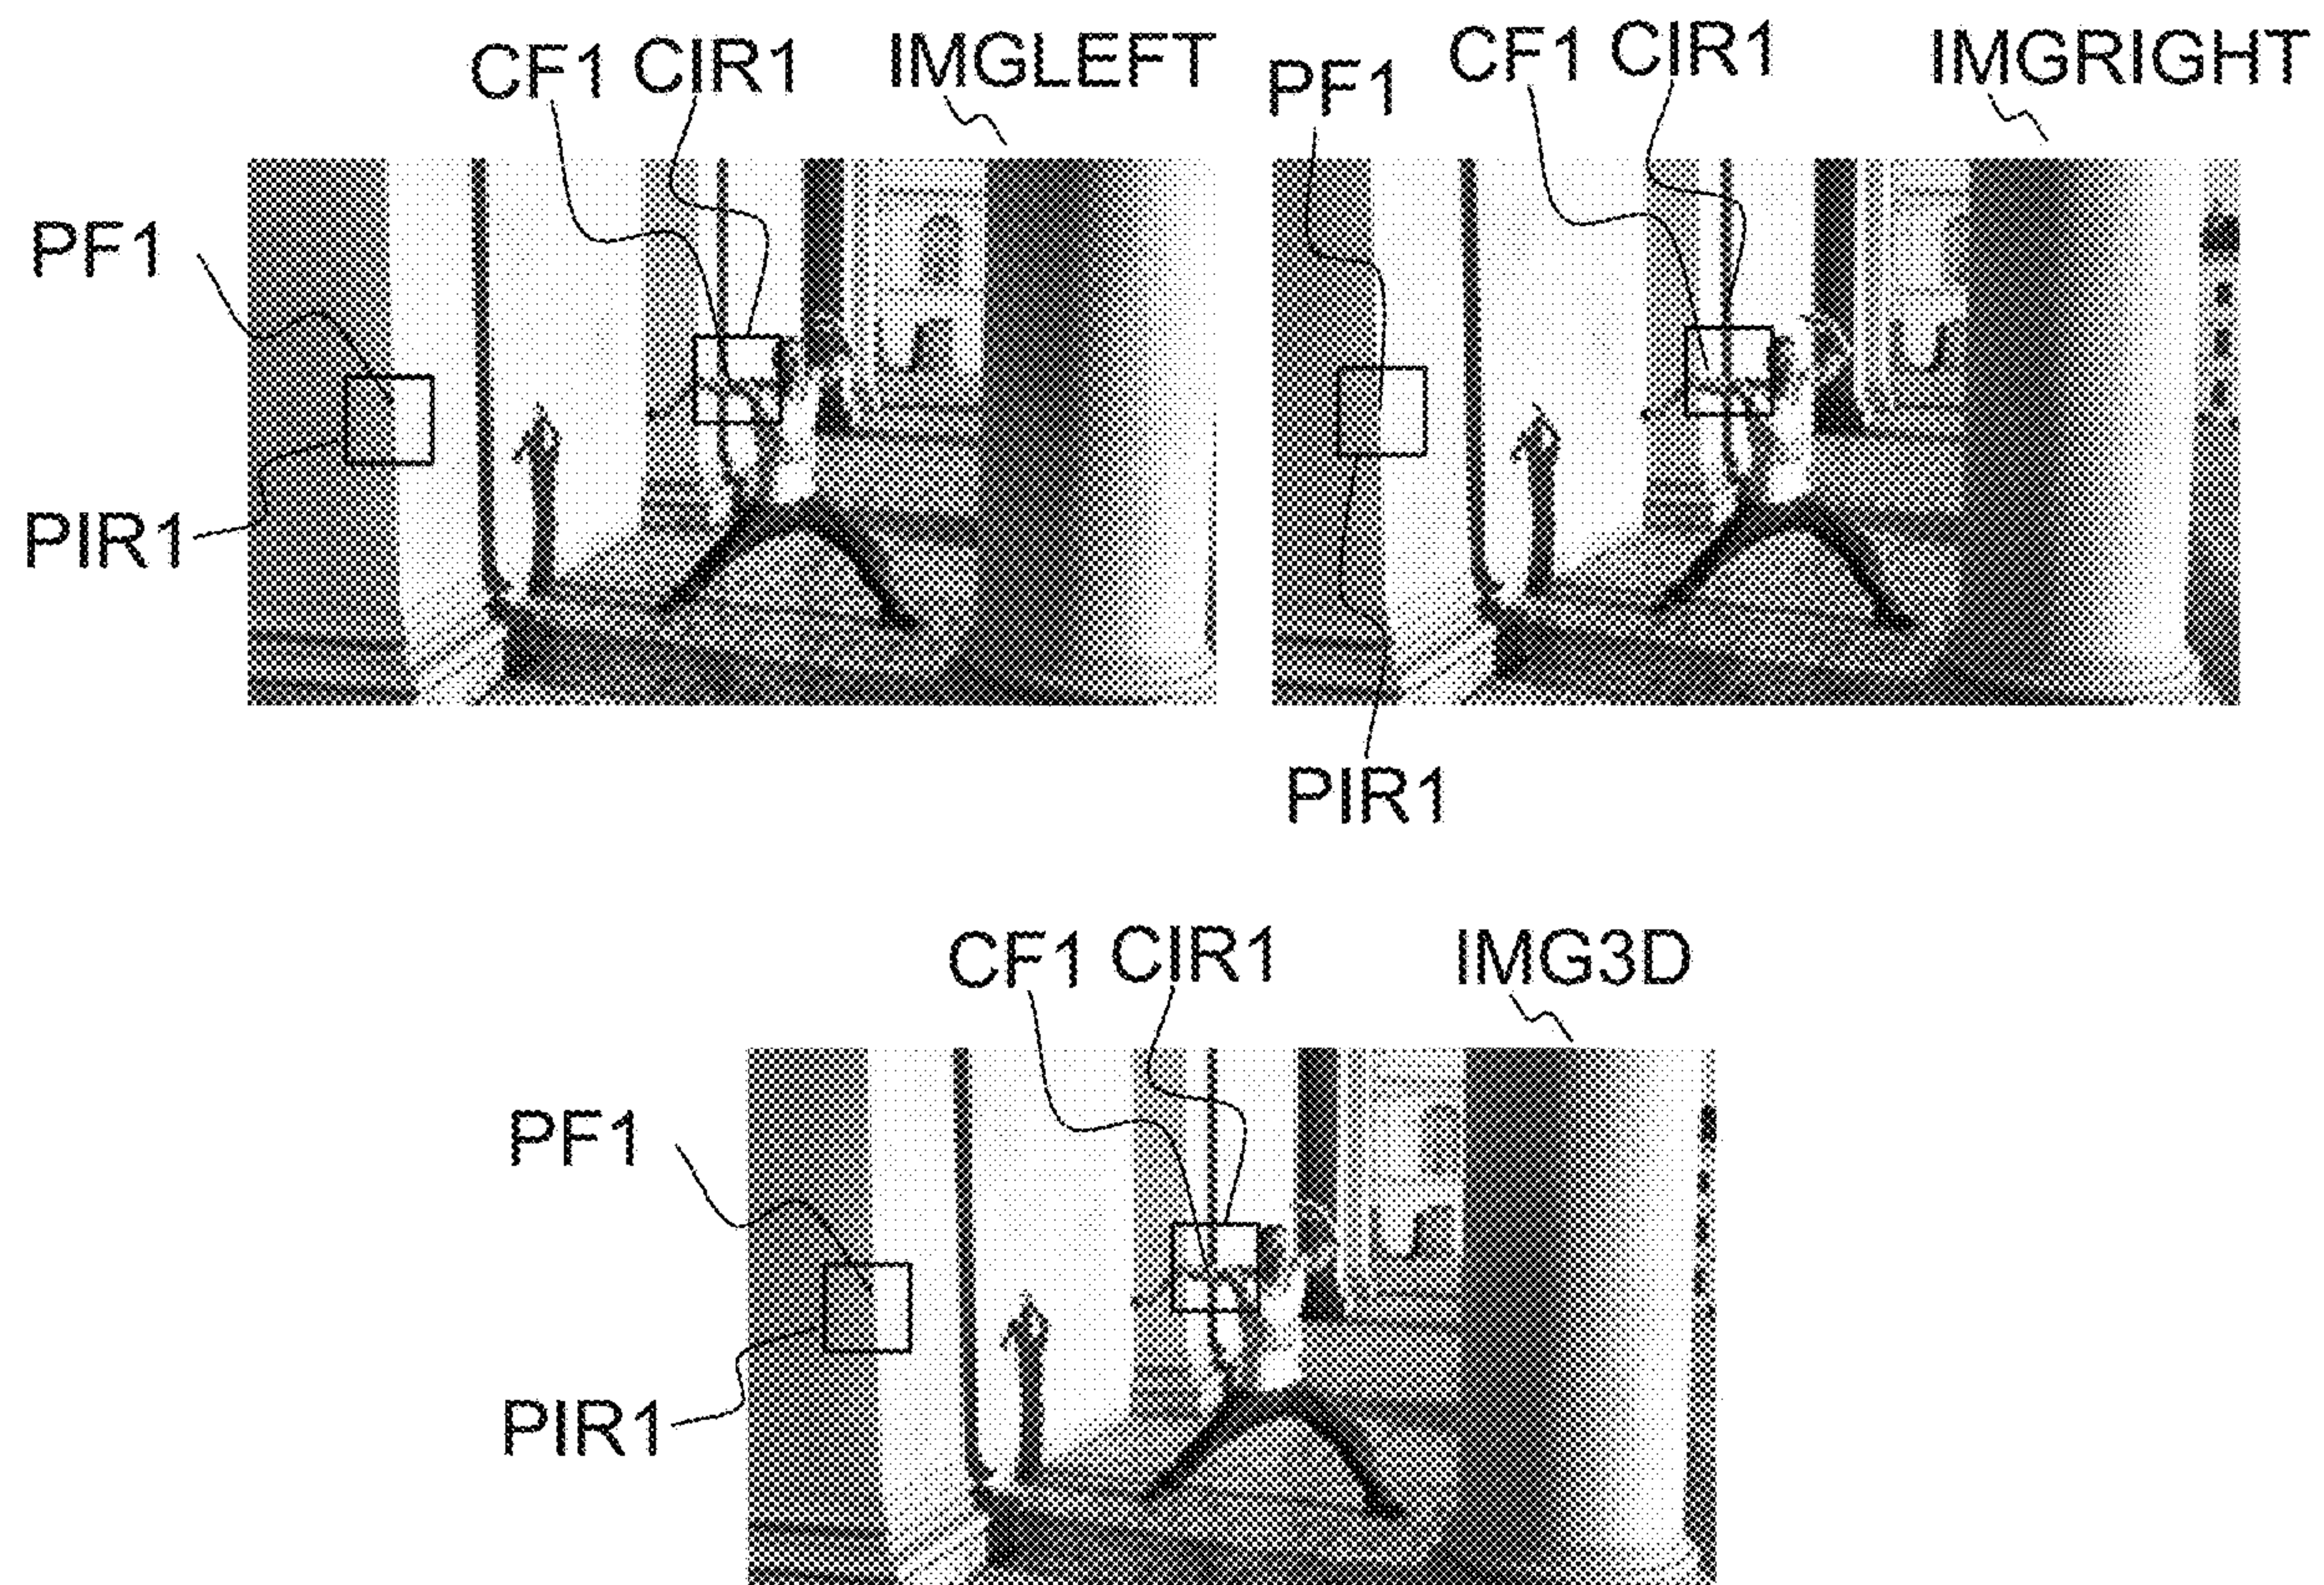 CF1 CIR1 IMGLEFT
PF1 CF1 CIR1 IMGRIGHT
PF1
PIR1
PIR1
CF1 CIR1 IMG3D
PF1
PIR1